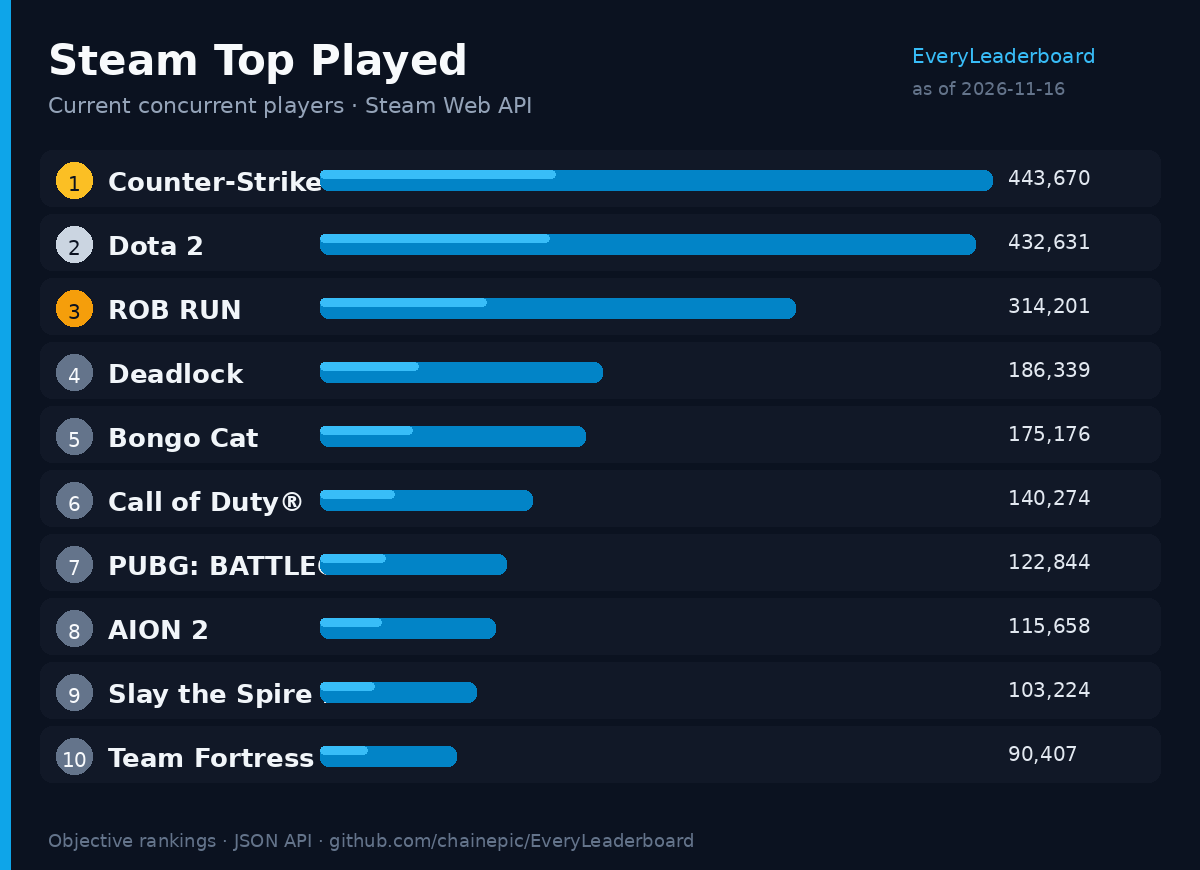 Steam Top Played
EveryLeaderboard
Current concurrent players · Steam Web API
as of 2026-11-16
1 Counter-Strike 443,670
2 Dota 2 432,631
3 ROB RUN 314,201
4 Deadlock 186,339
5 Bongo Cat 175,176
6 Call of Duty® 140,274
7 PUBG: BATTLE 122,844
8 AION 2 115,658
9 Slay the Spire 103,224
10 Team Fortress 90,407
Objective rankings · JSON API · github.com/chainepic/EveryLeaderboard